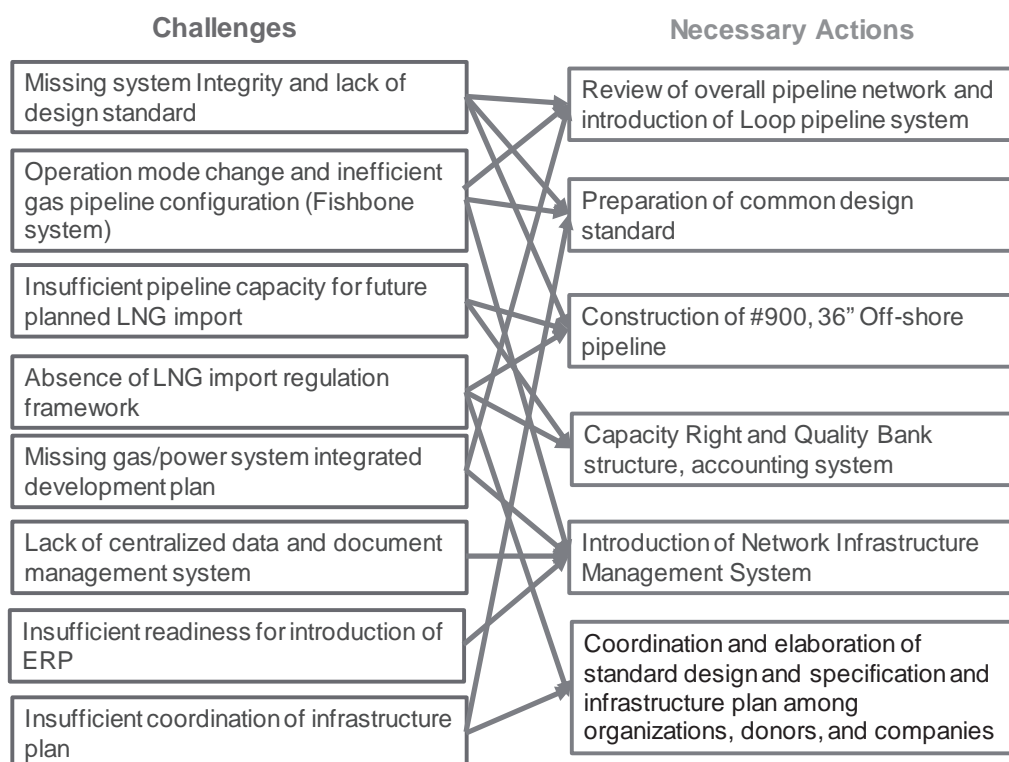 Challenges
Missing system Integrity and lack of
design standard
Operation mode change and inefficient
gas pipeline configuration (Fishbone
system)
Insufficient pipeline capacity for future
planned LNG import
Absence of LNG import regulation
framework
Missing gas/power system integrated
development plan
Lack of centralized data and document
management system
Insufficient readiness for introduction of
ERP
Insufficient coordination of infrastructure
plan
Necessary Actions
Review of overall pipeline network and
introduction of Loop pipeline system
Preparation of common design
standard
Construction of #900, 36” Off-shore
pipeline
Capacity Right and Quality Bank
structure, accounting system
Introduction of Network Infrastructure
Management System
Coordination and elaboration of
standard design and specification and
infrastructure plan among
organizations, donors, and companies